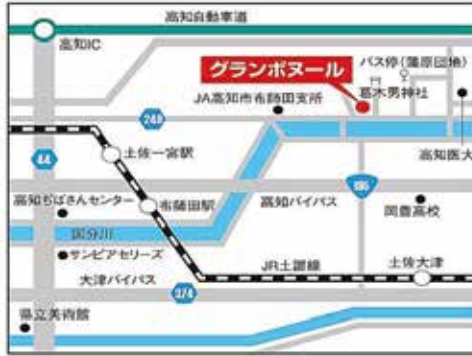 高知自動車道
高知IC
グランボヌール
バス停(蒲原団地)
葛木男神社
JA高知市布師田支所
249
高知医大
土佐一宮駅
44
195
高知ぢばさんセンター
布師田駅
高知バイパス
岡豊高校
国分川
サンピアセリーズ
JR土讃線
土佐大津
大津バイパス
374
県立美術館